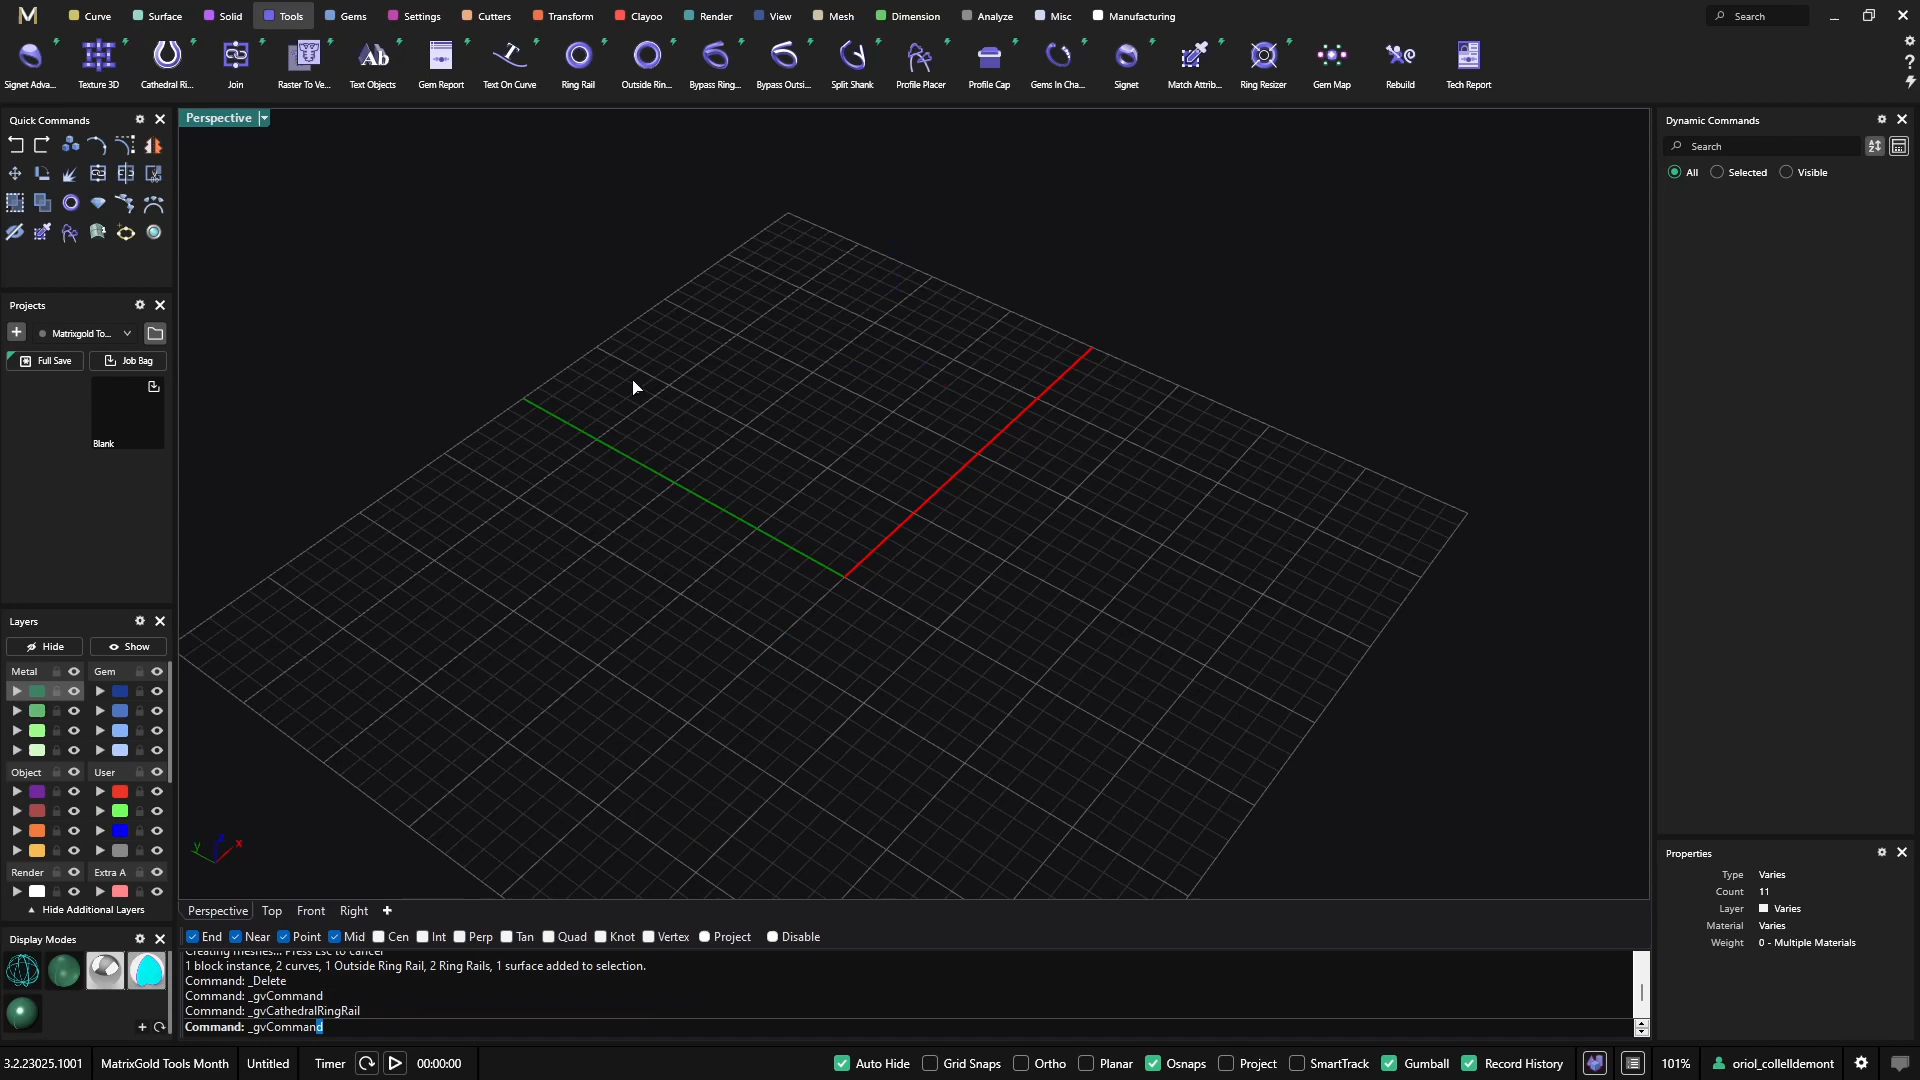 Curve Surface Solid Tools Gems Settings Cutters Transform Clayoo Render View Mesh Dimension Analyze Misc Manufacturing Search
Signet Adva... Texture 3D Cathedral Ri... Join Raster To Ve... Text Objects Gem Report Text On Curve Ring Rail Outside Rin... Bypass Ring... Bypass Outsi... Split Shank Profile Placer Profile Cap Gems In Cha... Signet Match Attrib... Ring Resizer Gem Map Rebuild Tech Report
Quick Commands
Projects
Matrixgold To...
Full Save Job Bag
Blank
Layers
Hide Show
Metal Gem
Object User
Render Extra A
Hide Additional Layers
Display Modes
Perspective
z
y x
Perspective Top Front Right
End Near Point Mid Cen Int Perp Tan Quad Knot Vertex Project Disable
Creating meshes... Press Esc to cancel
1 block instance, 2 curves, 1 Outside Ring Rail, 2 Ring Rails, 1 surface added to selection.
Command: _Delete
Command: _gvCommand
Command: _gvCathedralRingRail
Command: _gvCommand
Dynamic Commands
Search
All Selected Visible
Properties
Type Varies
Count 11
Layer Varies
Material Varies
Weight 0 - Multiple Materials
3.2.23025.1001 MatrixGold Tools Month Untitled Timer 00:00:00 Auto Hide Grid Snaps Ortho Planar Osnaps Project SmartTrack Gumball Record History 101% oriol_collelldemont